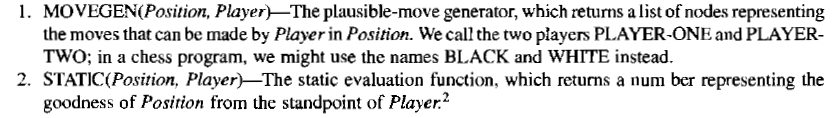 1. MOVEGEN(Position, Player)—The plausible-move generator, which returns a list of nodes representing
the moves that can be made by Player in Position. We call the two players PLAYER-ONE and PLAYER-
TWO; in a chess program, we might use the names BLACK and WHITE instead.
2. STATIC(Position, Player)—The static evaluation function, which returns a num ber representing the
goodness of Position from the standpoint of Player.²